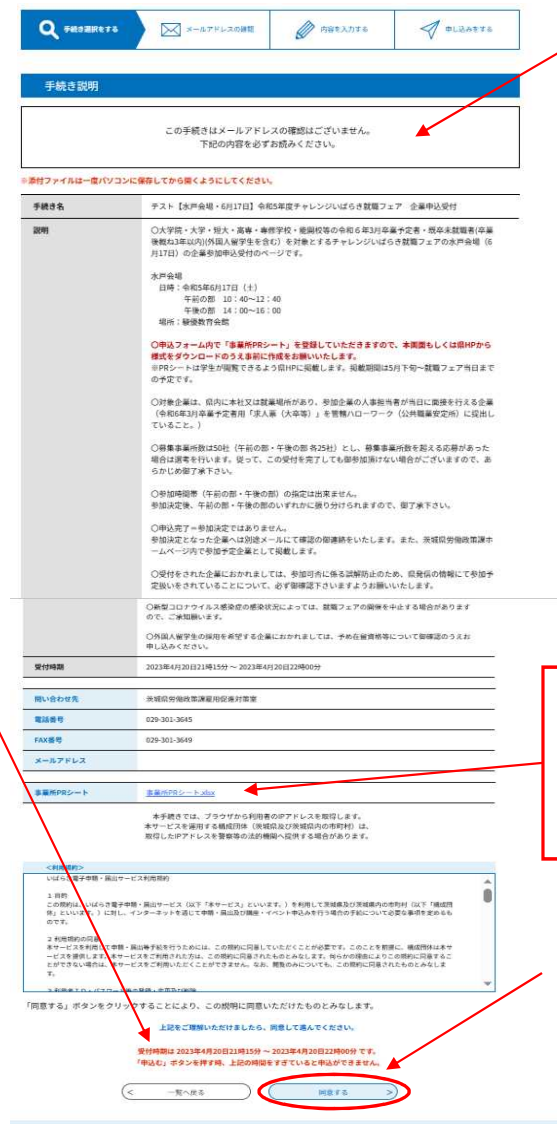 手続き選択をする
メールアドレスの確認
内容を入力する
申し込みをする
手続き説明
この手続きはメールアドレスの確認はございません。
下記の内容を必ずお読みください。
※添付ファイルは一度パソコンに保存してから開くようにしてください。
手続き名
テスト【水戸会場・6月17日】令和5年度チャレンジいばらき就職フェア 企業申込受付
説明
〇大学院・大学・短大・高専・専修学校・能開校等の令和6年3月卒業予定者・既卒未就職者(卒業
後概ね3年以内)(外国人留学生を含む）を対象とするチャレンジいばらき就職フェアの水戸会場（6
月17日）の企業参加申込受付のページです。
水戸会場
日時：令和5年6月17日（土）
午前の部 10：40～12：40
午後の部 14：00～16：00
場所：駿優教育会館
〇申込フォーム内で「事業所PRシート」を登録していただきますので、本画面もしくは県HPから
様式をダウンロードのうえ事前に作成をお願いいたします。
※PRシートは学生が閲覧できるよう県HPに掲載します。掲載期間は5月下旬～就職フェア当日まで
の予定です。
〇対象企業は、県内に本社又は就業場所があり、参加企業の人事担当者が当日に面接を行える企業
（令和6年3月卒業予定者用「求人票（大卒等）」を管轄ハローワーク（公共職業安定所）に提出し
ていること。）
〇募集事業所数は50社（午前の部・午後の部 各25社）とし、募集事業所数を超える応募があった
場合は選考を行います。従って、この受付を完了しても御参加頂けない場合がございますので、あ
らかじめ御了承下さい。
〇参加時間帯（午前の部・午後の部）の指定は出来ません。
参加決定後、午前の部・午後の部のいずれかに振り分けられますので、御了承下さい。
〇申込完了＝参加決定ではありません。
参加決定となった企業へは別途メールにて確認の御連絡をいたします。また、茨城県労働政策課ホ
ームページ内で参加予定企業として掲載します。
〇受付をされた企業におかれましては、参加可否に係る誤解防止のため、県発信の情報にて参加予
定扱いをされていることについて、必ず御確認下さいますようお願いいたします。
〇新型コロナウイルス感染症の感染状況によっては、就職フェアの開催を中止する場合があります
ので、ご承知願います。
〇外国人留学生の採用を希望する企業におかれましては、予め在留資格等について御確認のうえお
申し込みください。
受付時期
2023年4月20日21時15分 ～ 2023年4月20日22時00分
問い合わせ先
茨城県労働政策課雇用促進対策室
電話番号
029-301-3645
FAX番号
029-301-3649
メールアドレス
事業所PRシート
事業所PRシート.xlsx
本手続きでは、ブラウザから利用者のIPアドレスを取得します。
本サービスを運用する構成団体（茨城県及び茨城県内の市町村）は、
取得したIPアドレスを警察等の法的機関へ提供する場合があります。
＜利用規約＞
いばらき電子申請・届出サービス利用規約
1 目的
この規約は、いばらき電子申請・届出サービス（以下「本サービス」といいます。）を利用して茨城県及び茨城県内の市町村（以下「構成団
体」といいます。）に対し、インターネットを通じて申請・届出及び講座・イベント申込みを行う場合の手続について必要な事項を定めるも
のです。
2 利用規約の同意
本サービスを利用して申請・届出等手続を行うためには、この規約に同意していただくことが必要です。このことを前提に、構成団体は本サ
ービスを提供します。本サービスをご利用された方は、この規約に同意されたものとみなします。何らかの理由によりこの規約に同意するこ
とができない場合は、本サービスをご利用いただくことができません。なお、閲覧のみについても、この規約に同意されたものとみなしま
す。
「同意する」ボタンをクリックすることにより、この説明に同意いただけたものとみなします。
上記をご理解いただけましたら、同意して進んでください。
受付時期は 2023年4月20日21時15分 ～ 2023年4月20日22時00分 です。
「申込む」ボタンを押す時、上記の時間をすぎていると申込ができません。
< 一覧へ戻る
同意する >